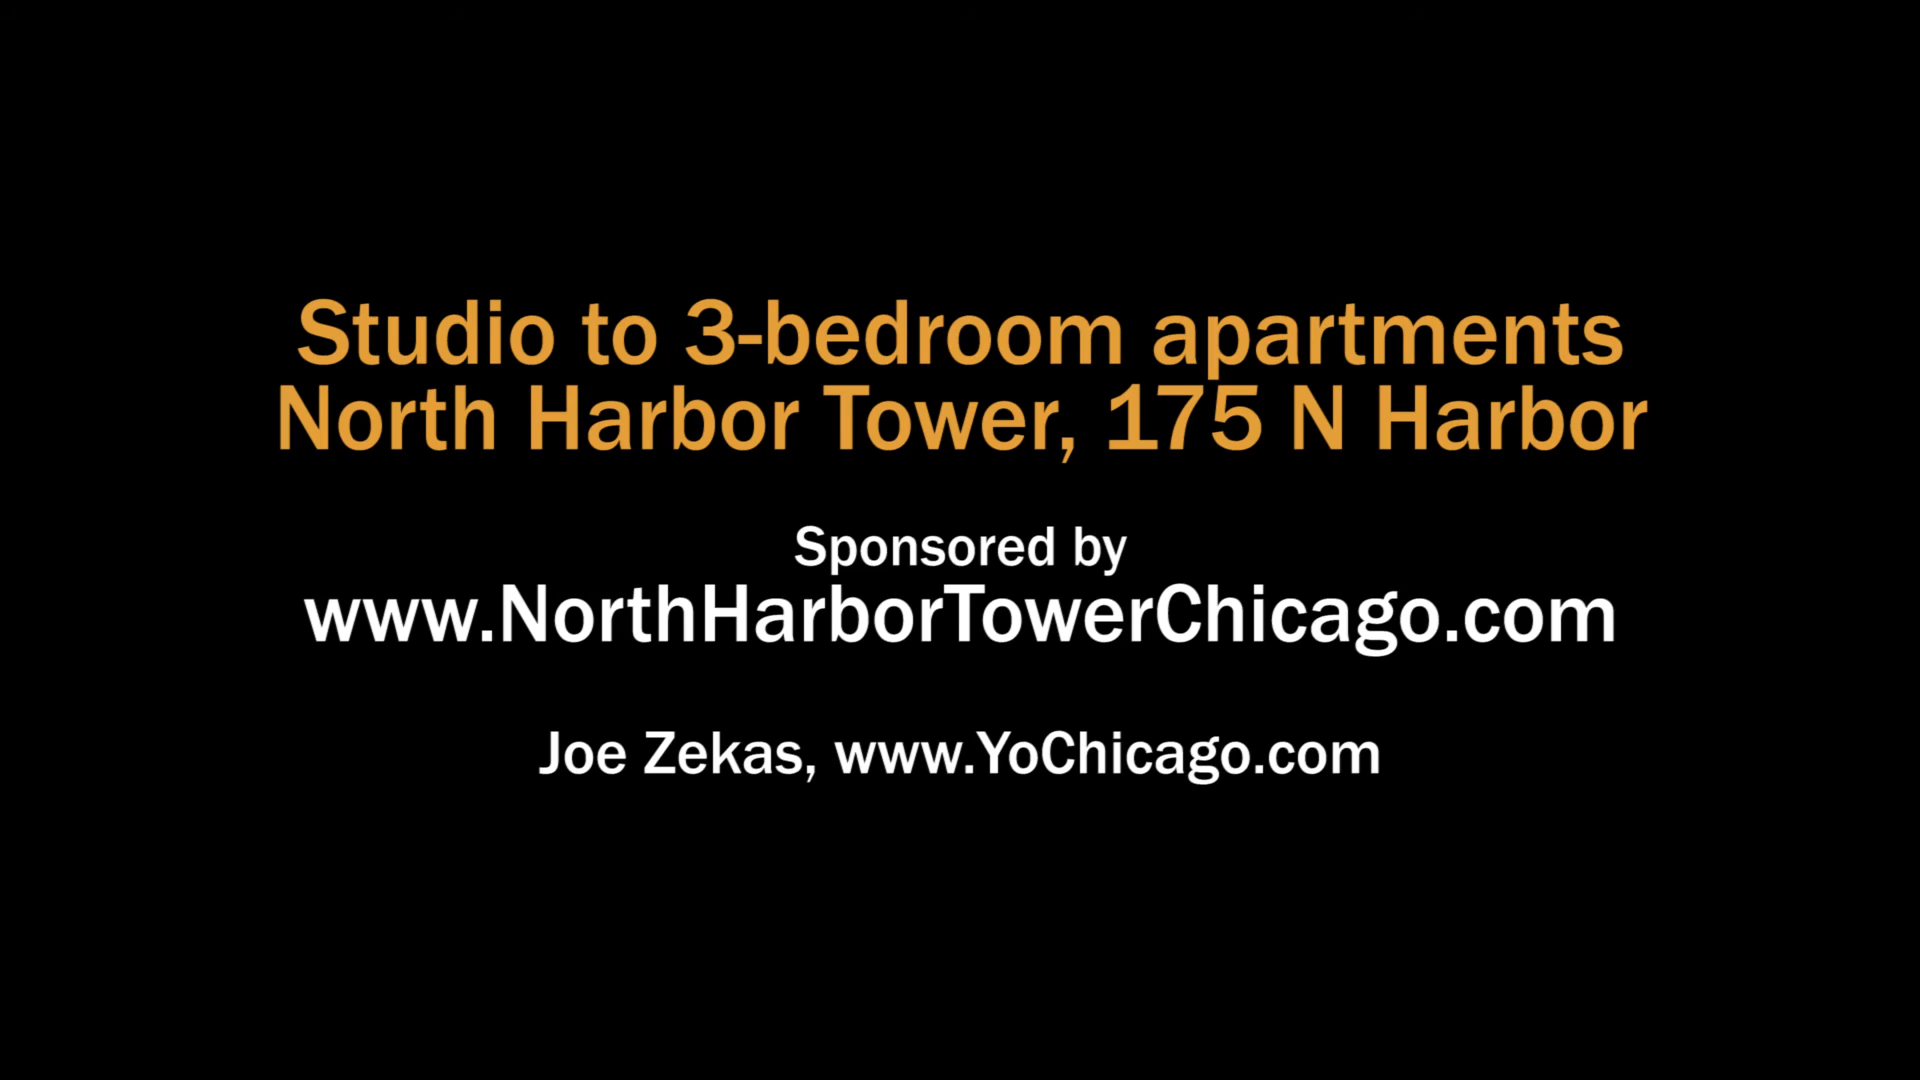 Studio to 3-bedroom apartments
North Harbor Tower, 175 N Harbor
Sponsored by
www.NorthHarborTowerChicago.com
Joe Zekas, www.YoChicago.com